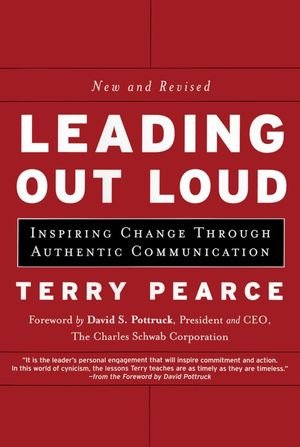 New and Revised
LEADING
OUT LOUD
INSPIRING CHANGE THROUGH
AUTHENTIC COMMUNICATION
TERRY PEARCE
Foreword by David S. Pottruck, President and CEO,
The Charles Schwab Corporation
"It is the leader's personal engagement that will inspire commitment and action.
In this world of cynicism, the lessons Terry teaches are as timely as they are timeless."
—from the Foreword by David Pottruck